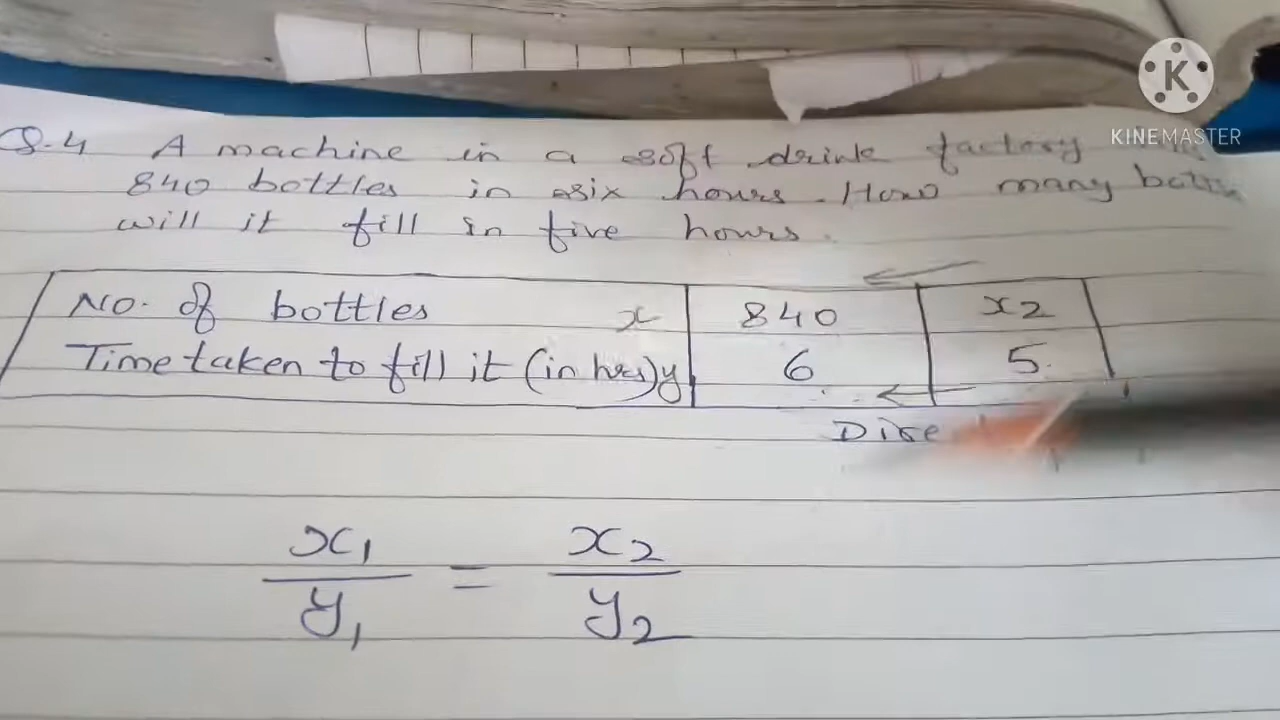 K
KINEMASTER
Q.4 A machine in a soft drink factory
840 bottles in six hours. How many
will it fill in five hours.
No. of bottles x 840 x2
Time taken to fill it (in hrs) y 6 5
x1 = x2
y1 y2